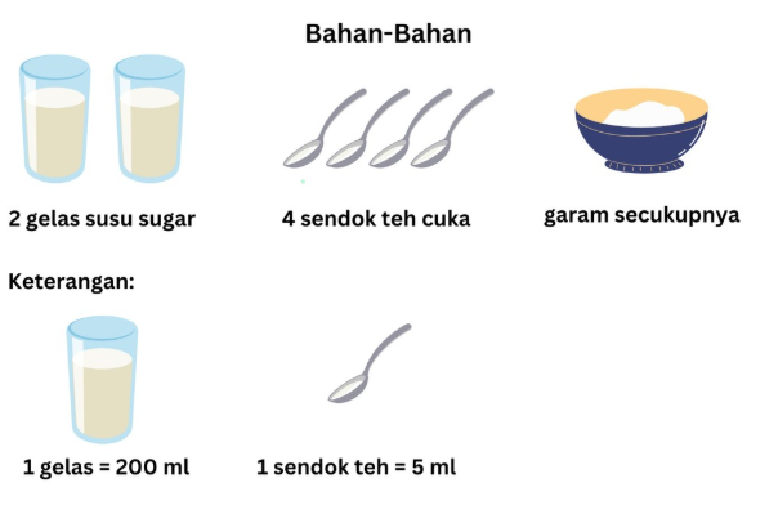 Bahan-Bahan
2 gelas susu sugar
4 sendok teh cuka
garam secukupnya
Keterangan:
1 gelas = 200 ml
1 sendok teh = 5 ml